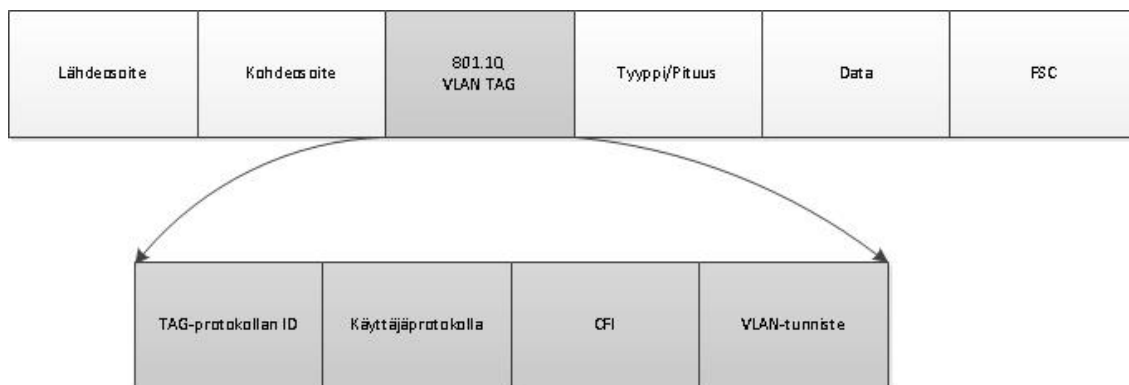 Lähdeosoite
Kohdeosoite
801.1Q
VLAN TAG
Tyyppi/Pituus
Data
FSC
TAG-protokollan ID
Käyttäjäprotokolla
CFI
VLAN-tunniste